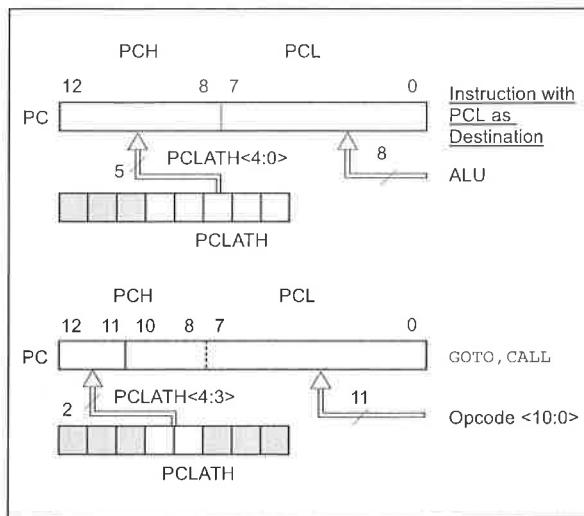 PCH PCL
12 8 7 0
PC
Instruction with
PCL as
Destination
5 PCLATH<4:0> 8
ALU
PCLATH
PCH PCL
12 11 10 8 7 0
PC
GOTO, CALL
2 PCLATH<4:3> 11
Opcode <10:0>
PCLATH